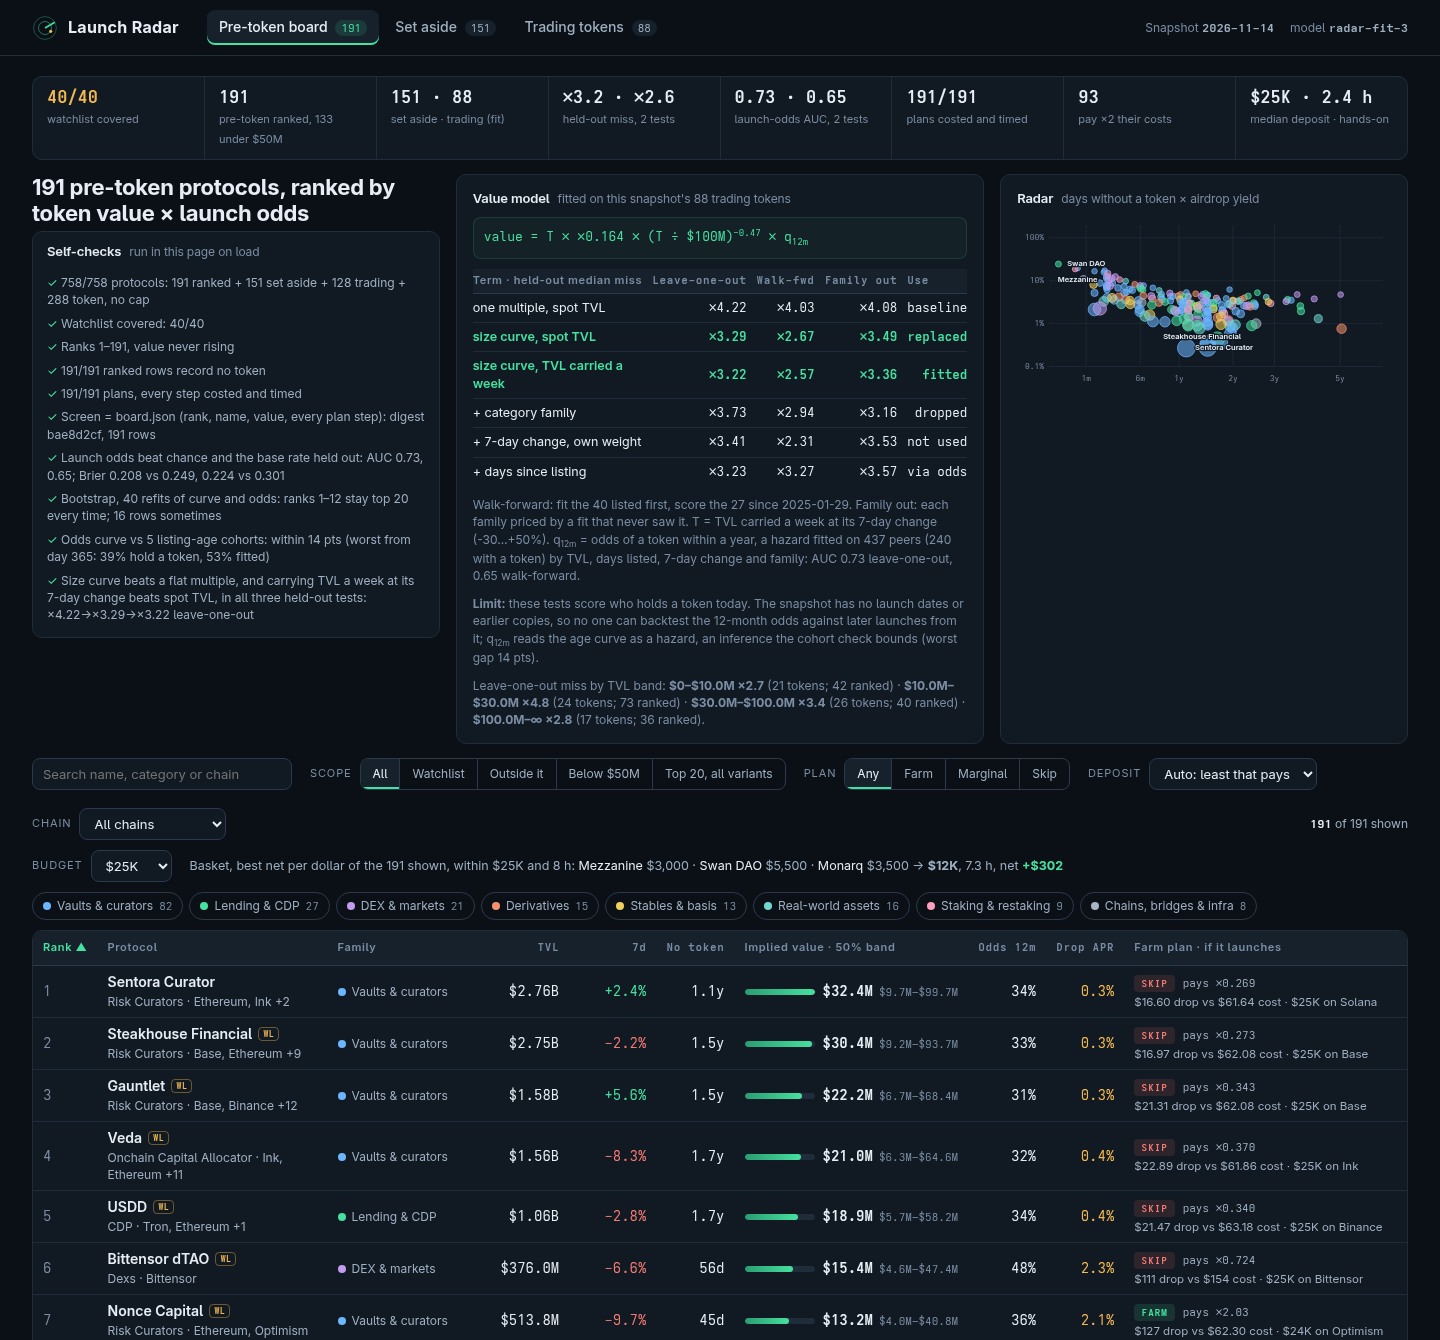 Launch Radar
Pre-token board 191
Set aside 151
Trading tokens 88
Snapshot 2026-11-14 model radar-fit-3
40/40
watchlist covered
191
pre-token ranked, 133
under $50M
151 · 88
set aside · trading (fit)
×3.2 · ×2.6
held-out miss, 2 tests
0.73 · 0.65
launch-odds AUC, 2 tests
191/191
plans costed and timed
93
pay ×2 their costs
$25K · 2.4 h
median deposit · hands-on
191 pre-token protocols, ranked by
token value × launch odds
Self-checks run in this page on load
✓ 758/758 protocols: 191 ranked + 151 set aside + 128 trading +
288 token, no cap
✓ Watchlist covered: 40/40
✓ Ranks 1–191, value never rising
✓ 191/191 ranked rows record no token
✓ 191/191 plans, every step costed and timed
✓ Screen = board.json (rank, name, value, every plan step): digest
bae8d2cf, 191 rows
✓ Launch odds beat chance and the base rate held out: AUC 0.73,
0.65; Brier 0.208 vs 0.249, 0.224 vs 0.301
✓ Bootstrap, 40 refits of curve and odds: ranks 1–12 stay top 20
every time; 16 rows sometimes
✓ Odds curve vs 5 listing-age cohorts: within 14 pts (worst from
day 365: 39% hold a token, 53% fitted)
✓ Size curve beats a flat multiple, and carrying TVL a week at its
7-day change beats spot TVL, in all three held-out tests:
×4.22→×3.29→×3.22 leave-one-out
Value model fitted on this snapshot's 88 trading tokens
value = T × ×0.164 × (T ÷ $100M)−0.47 × q12m
Term · held-out median miss Leave-one-out Walk-fwd Family out Use
one multiple, spot TVL ×4.22 ×4.03 ×4.08 baseline
size curve, spot TVL ×3.29 ×2.67 ×3.49 replaced
size curve, TVL carried a
week ×3.22 ×2.57 ×3.36 fitted
+ category family ×3.73 ×2.94 ×3.16 dropped
+ 7-day change, own weight ×3.41 ×2.31 ×3.53 not used
+ days since listing ×3.23 ×3.27 ×3.57 via odds
Walk-forward: fit the 40 listed first, score the 27 since 2025-01-29. Family out: each
family priced by a fit that never saw it. T = TVL carried a week at its 7-day change
(-30…+50%). q12m = odds of a token within a year, a hazard fitted on 437 peers (240
with a token) by TVL, days listed, 7-day change and family: AUC 0.73 leave-one-out,
0.65 walk-forward.
Limit: these tests score who holds a token today. The snapshot has no launch dates or
earlier copies, so no one can backtest the 12-month odds against later launches from
it; q12m reads the age curve as a hazard, an inference the cohort check bounds (worst
gap 14 pts).
Leave-one-out miss by TVL band: $0–$10.0M ×2.7 (21 tokens; 42 ranked) · $10.0M–
$30.0M ×4.8 (24 tokens; 73 ranked) · $30.0M–$100.0M ×3.4 (26 tokens; 40 ranked) ·
$100.0M–∞ ×2.8 (17 tokens; 36 ranked).
Radar days without a token × airdrop yield
100%
10%
1%
0.1%
Swan DAO
Mezzanine
Steakhouse Financial
Sentora Curator
1m 6m 1y 2y 3y 5y
Search name, category or chain
SCOPE All Watchlist Outside it Below $50M Top 20, all variants
PLAN Any Farm Marginal Skip
DEPOSIT Auto: least that pays
CHAIN All chains
191 of 191 shown
BUDGET $25K Basket, best net per dollar of the 191 shown, within $25K and 8 h: Mezzanine $3,000 · Swan DAO $5,500 · Monarq $3,500 → $12K, 7.3 h, net +$302
Vaults & curators 82
Lending & CDP 27
DEX & markets 21
Derivatives 15
Stables & basis 13
Real-world assets 16
Staking & restaking 9
Chains, bridges & infra 8
Rank ▲ Protocol Family TVL 7d No token Implied value · 50% band Odds 12m Drop APR Farm plan · if it launches
1 Sentora Curator Vaults & curators $2.76B +2.4% 1.1y $32.4M $9.7M–$99.7M 34% 0.3% SKIP pays ×0.269
Risk Curators · Ethereum, Ink +2 $16.60 drop vs $61.64 cost · $25K on Solana
2 Steakhouse Financial WL Vaults & curators $2.75B −2.2% 1.5y $30.4M $9.2M–$93.7M 33% 0.3% SKIP pays ×0.273
Risk Curators · Base, Ethereum +9 $16.97 drop vs $62.08 cost · $25K on Base
3 Gauntlet WL Vaults & curators $1.58B +5.6% 1.5y $22.2M $6.7M–$68.4M 31% 0.3% SKIP pays ×0.343
Risk Curators · Base, Binance +12 $21.31 drop vs $62.08 cost · $25K on Base
4 Veda WL Vaults & curators $1.56B −8.3% 1.7y $21.0M $6.3M–$64.6M 32% 0.4% SKIP pays ×0.370
Onchain Capital Allocator · Ink,
Ethereum +11 $22.89 drop vs $61.86 cost · $25K on Ink
5 USDD WL Lending & CDP $1.06B −2.8% 1.7y $18.9M $5.7M–$58.2M 34% 0.4% SKIP pays ×0.340
CDP · Tron, Ethereum +1 $21.47 drop vs $63.18 cost · $25K on Binance
6 Bittensor dTAO WL DEX & markets $376.0M −6.6% 56d $15.4M $4.6M–$47.4M 48% 2.3% SKIP pays ×0.724
Dexs · Bittensor $111 drop vs $154 cost · $25K on Bittensor
7 Nonce Capital WL Vaults & curators $513.8M −9.7% 45d $13.2M $4.0M–$40.8M 36% 2.1% FARM pays ×2.03
Risk Curators · Ethereum, Optimism $127 drop vs $62.30 cost · $24K on Optimism